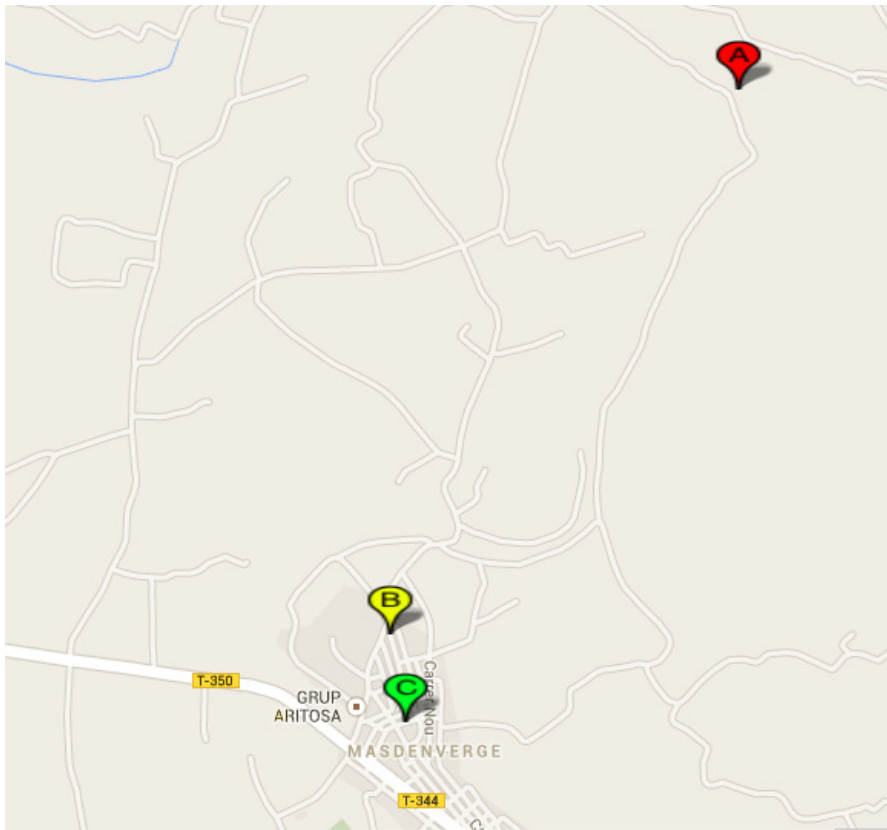 A
B
Carrer Nou
T-350
C
GRUP
ARITOSA
MASDENVERGE
T-344